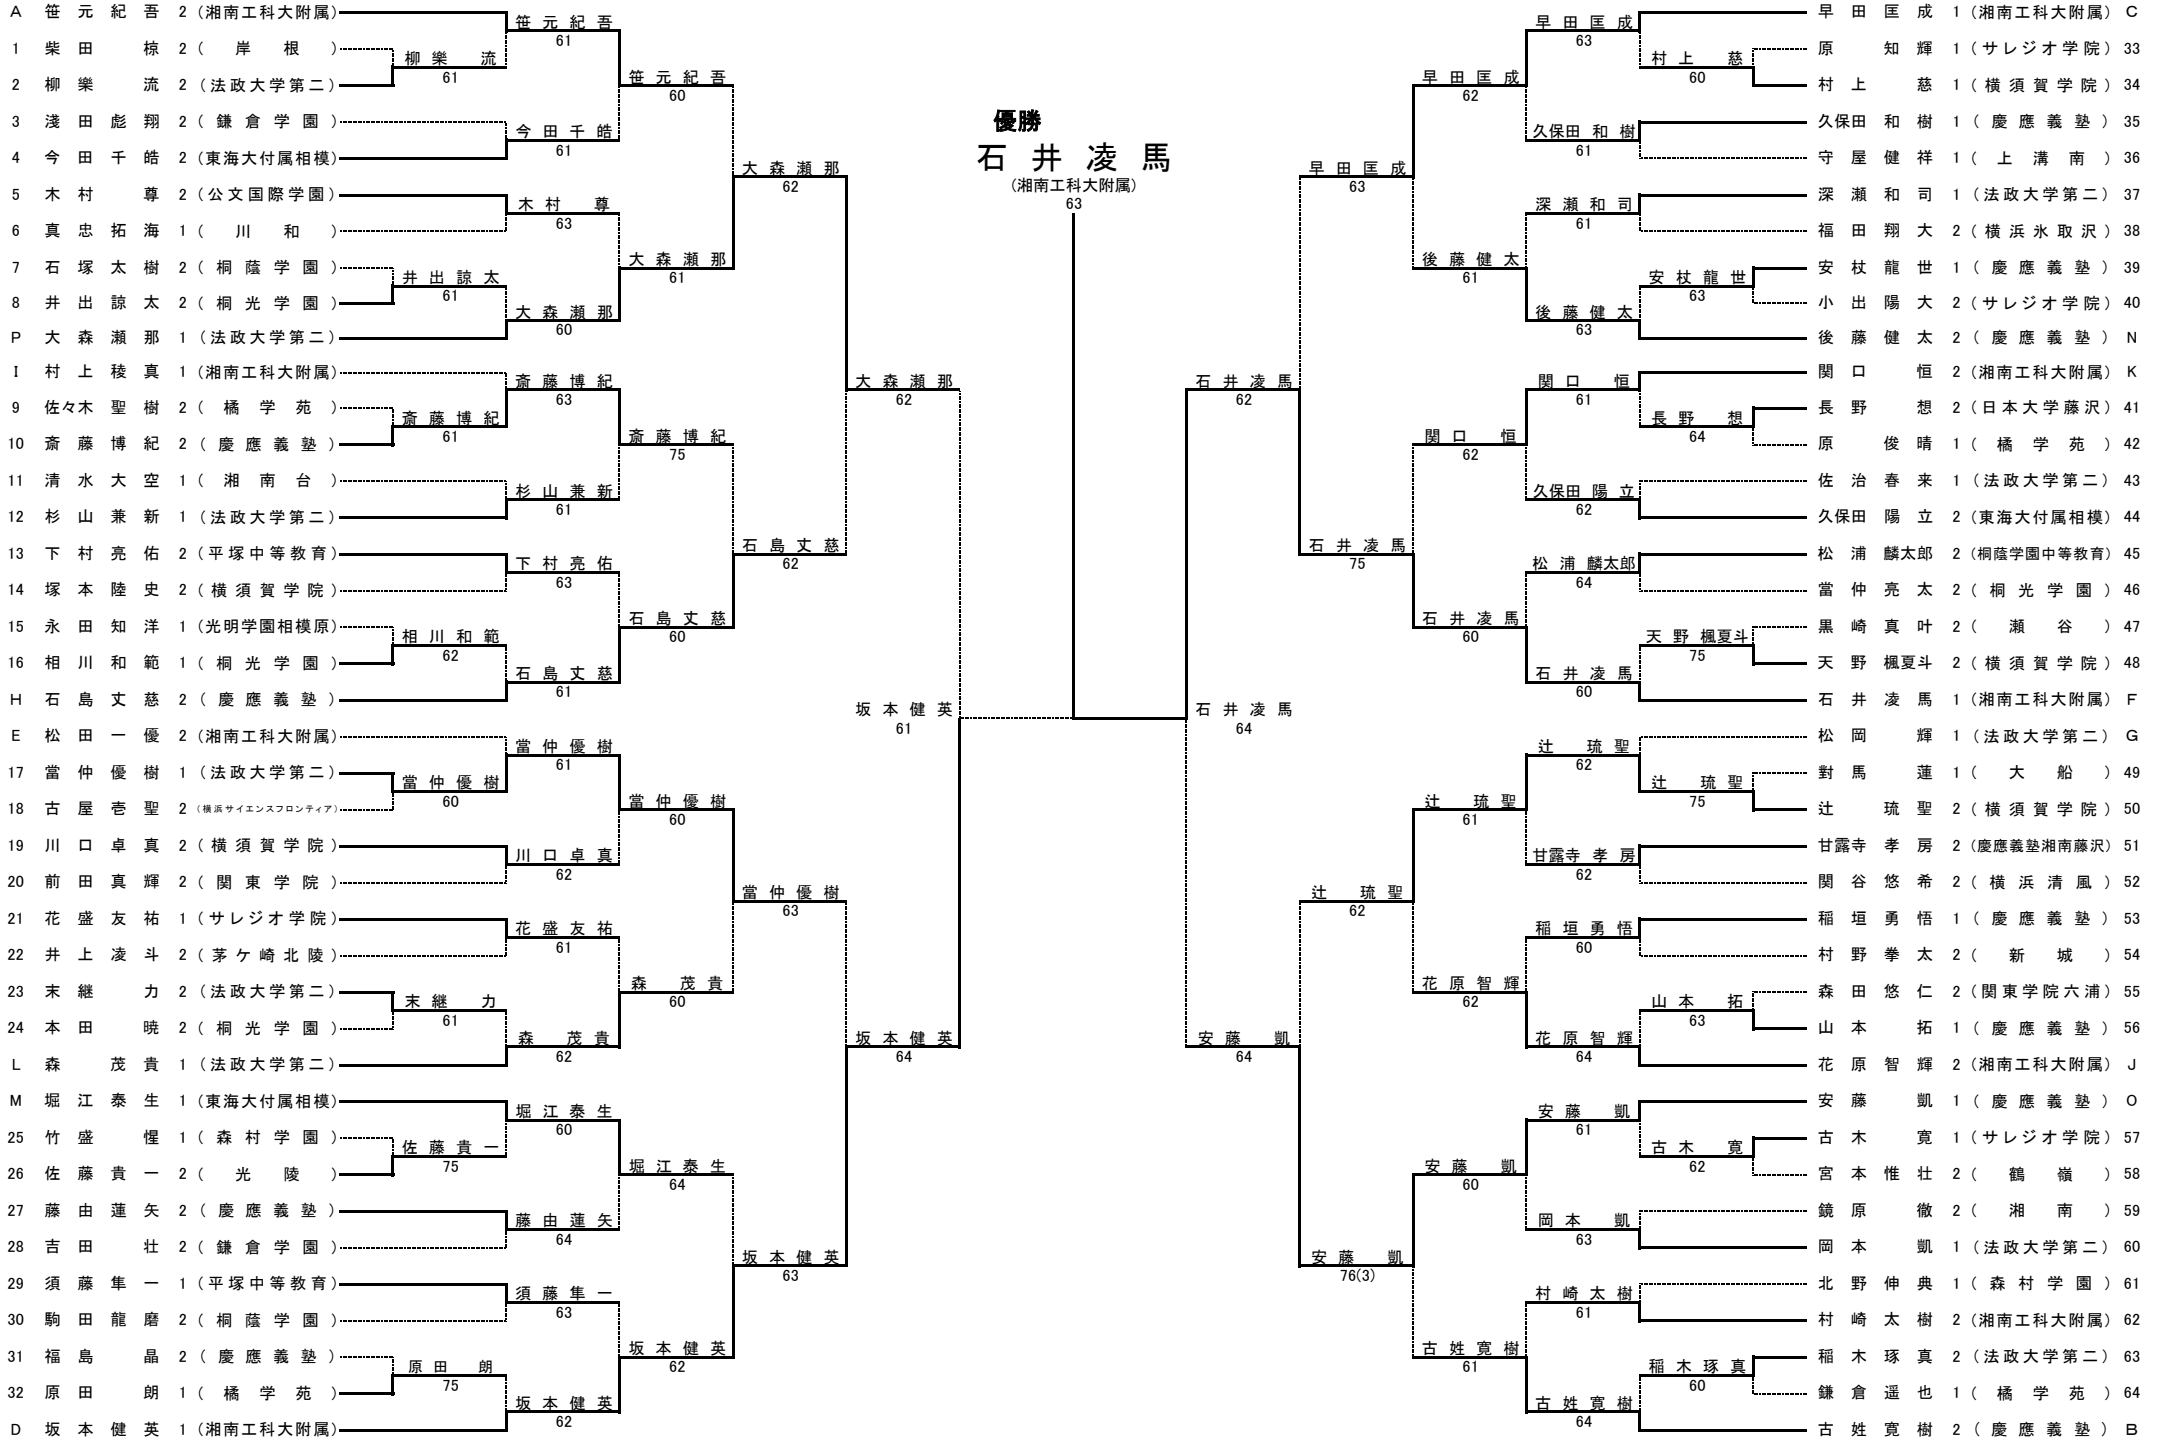 優勝
石井凌馬
(湘南工科大附属)
63
A 笹元紀吾 2 (湘南工科大附属)
1 柴田椋 2 (岸根)
2 柳樂流 2 (法政大学第二)
3 淺田彪翔 2 (鎌倉学園)
4 今田千皓 2 (東海大付属相模)
5 木村尊 2 (公文国際学園)
6 真忠拓海 1 (川和)
7 石塚太樹 2 (桐蔭学園)
8 井出諒太 2 (桐光学園)
P 大森瀬那 1 (法政大学第二)
I 村上稜真 1 (湘南工科大附属)
9 佐々木聖樹 2 (橘学苑)
10 斎藤博紀 2 (慶應義塾)
11 清水大空 1 (湘南台)
12 杉山兼新 1 (法政大学第二)
13 下村亮佑 2 (平塚中等教育)
14 塚本陸史 2 (横須賀学院)
15 永田知洋 1 (光明学園相模原)
16 相川和範 1 (桐光学園)
H 石島丈慈 2 (慶應義塾)
E 松田一優 2 (湘南工科大附属)
17 當仲優樹 1 (法政大学第二)
18 古屋壱聖 2 (横浜サイエンスフロンティア)
19 川口卓真 2 (横須賀学院)
20 前田真輝 2 (関東学院)
21 花盛友祐 1 (サレジオ学院)
22 井上凌斗 2 (茅ケ崎北陵)
23 末継力 2 (法政大学第二)
24 本田暁 2 (桐光学園)
L 森茂貴 1 (法政大学第二)
M 堀江泰生 1 (東海大付属相模)
25 竹盛惺 1 (森村学園)
26 佐藤貴一 2 (光陵)
27 藤由蓮矢 2 (慶應義塾)
28 吉田壮 2 (鎌倉学園)
29 須藤隼一 1 (平塚中等教育)
30 駒田龍磨 2 (桐蔭学園)
31 福島晶 2 (慶應義塾)
32 原田朗 1 (橘学苑)
D 坂本健英 1 (湘南工科大附属)
柳樂流
61
井出諒太
61
斎藤博紀
61
相川和範
62
當仲優樹
60
末継力
61
佐藤貴一
75
原田朗
75
笹元紀吾
61
今田千皓
61
木村尊
63
大森瀬那
60
斎藤博紀
63
杉山兼新
61
下村亮佑
63
石島丈慈
61
當仲優樹
61
川口卓真
62
花盛友祐
61
森茂貴
62
堀江泰生
60
藤由蓮矢
64
須藤隼一
63
坂本健英
62
笹元紀吾
60
大森瀬那
61
斎藤博紀
75
石島丈慈
60
當仲優樹
60
森茂貴
60
堀江泰生
64
坂本健英
62
大森瀬那
62
石島丈慈
62
當仲優樹
63
坂本健英
63
大森瀬那
62
坂本健英
64
坂本健英
61
石井凌馬
64
石井凌馬
62
安藤凱
64
早田匡成
63
石井凌馬
75
辻琉聖
62
安藤凱
76(3)
早田匡成
62
後藤健太
61
関口恒
62
石井凌馬
60
辻琉聖
61
花原智輝
62
安藤凱
60
古姓寛樹
61
早田匡成
63
久保田和樹
61
深瀬和司
61
後藤健太
63
関口恒
61
久保田陽立
62
松浦麟太郎
64
石井凌馬
60
辻琉聖
62
甘露寺孝房
62
稲垣勇悟
60
花原智輝
64
安藤凱
61
岡本凱
63
村崎太樹
61
古姓寛樹
64
村上慈
60
安杖龍世
63
長野想
64
天野楓夏斗
75
辻琉聖
75
山本拓
63
古木寛
62
稲木琢真
60
早田匡成 1 (湘南工科大附属) C
原知輝 1 (サレジオ学院) 33
村上慈 1 (横須賀学院) 34
久保田和樹 1 (慶應義塾) 35
守屋健祥 1 (上溝南) 36
深瀬和司 1 (法政大学第二) 37
福田翔大 2 (横浜氷取沢) 38
安杖龍世 1 (慶應義塾) 39
小出陽大 2 (サレジオ学院) 40
後藤健太 2 (慶應義塾) N
関口恒 2 (湘南工科大附属) K
長野想 2 (日本大学藤沢) 41
原俊晴 1 (橘学苑) 42
佐治春来 1 (法政大学第二) 43
久保田陽立 2 (東海大付属相模) 44
松浦麟太郎 2 (桐蔭学園中等教育) 45
當仲亮太 2 (桐光学園) 46
黒崎真叶 2 (瀬谷) 47
天野楓夏斗 2 (横須賀学院) 48
石井凌馬 1 (湘南工科大附属) F
松岡輝 1 (法政大学第二) G
對馬蓮 1 (大船) 49
辻琉聖 2 (横須賀学院) 50
甘露寺孝房 2 (慶應義塾湘南藤沢) 51
関谷悠希 2 (横浜清風) 52
稲垣勇悟 1 (慶應義塾) 53
村野拳太 2 (新城) 54
森田悠仁 2 (関東学院六浦) 55
山本拓 1 (慶應義塾) 56
花原智輝 2 (湘南工科大附属) J
安藤凱 1 (慶應義塾) O
古木寛 1 (サレジオ学院) 57
宮本惟壮 2 (鶴嶺) 58
鏡原徹 2 (湘南) 59
岡本凱 1 (法政大学第二) 60
北野伸典 1 (森村学園) 61
村崎太樹 2 (湘南工科大附属) 62
稲木琢真 2 (法政大学第二) 63
鎌倉遥也 1 (橘学苑) 64
古姓寛樹 2 (慶應義塾) B